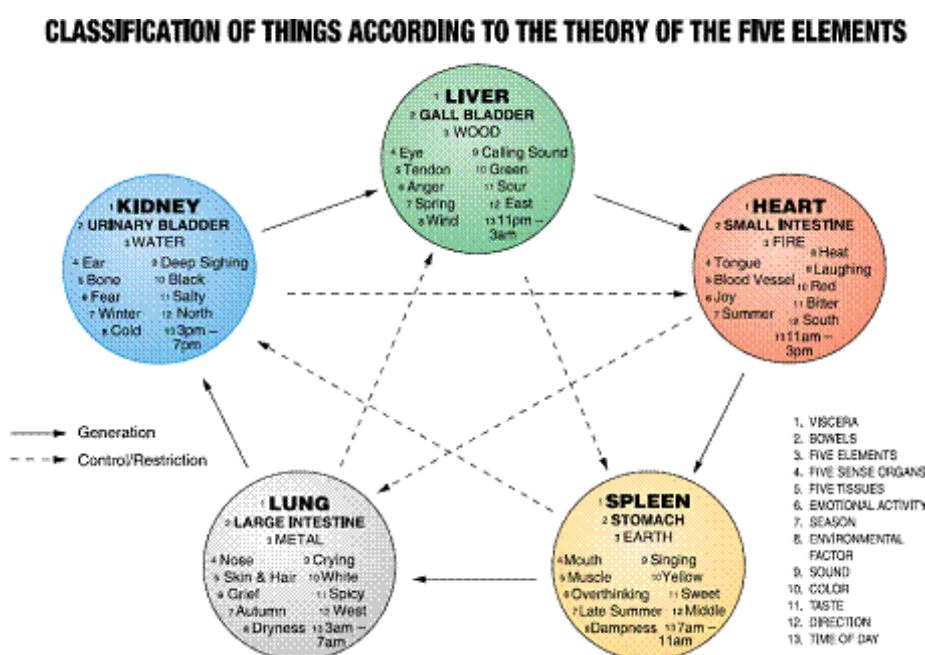 CLASSIFICATION OF THINGS ACCORDING TO THE THEORY OF THE FIVE ELEMENTS
1 LIVER
2 GALL BLADDER
3 WOOD
4 Eye
5 Tendon
6 Anger
7 Spring
8 Wind
9 Calling Sound
10 Green
11 Sour
12 East
13 11pm –
3am
1 KIDNEY
2 URINARY BLADDER
3 WATER
4 Ear
5 Bone
6 Fear
7 Winter
8 Cold
9 Deep Sighing
10 Black
11 Salty
12 North
13 3pm –
7pm
1 HEART
2 SMALL INTESTINE
3 FIRE
4 Tongue
5 Blood Vessel
6 Joy
7 Summer
8 Heat
9 Laughing
10 Red
11 Bitter
12 South
13 11am –
3pm
Generation
Control/Restriction
1 LUNG
2 LARGE INTESTINE
3 METAL
4 Nose
5 Skin & Hair
6 Grief
7 Autumn
8 Dryness
9 Crying
10 White
11 Spicy
12 West
13 3am –
7am
1 SPLEEN
2 STOMACH
3 EARTH
4 Mouth
5 Muscle
6 Overthinking
7 Late Summer
8 Dampness
9 Singing
10 Yellow
11 Sweet
12 Middle
13 7am –
11am
1. VISCERA
2. BOWELS
3. FIVE ELEMENTS
4. FIVE SENSE ORGANS
5. FIVE TISSUES
6. EMOTIONAL ACTIVITY
7. SEASON
8. ENVIRONMENTAL
FACTOR
9. SOUND
10. COLOR
11. TASTE
12. DIRECTION
13. TIME OF DAY